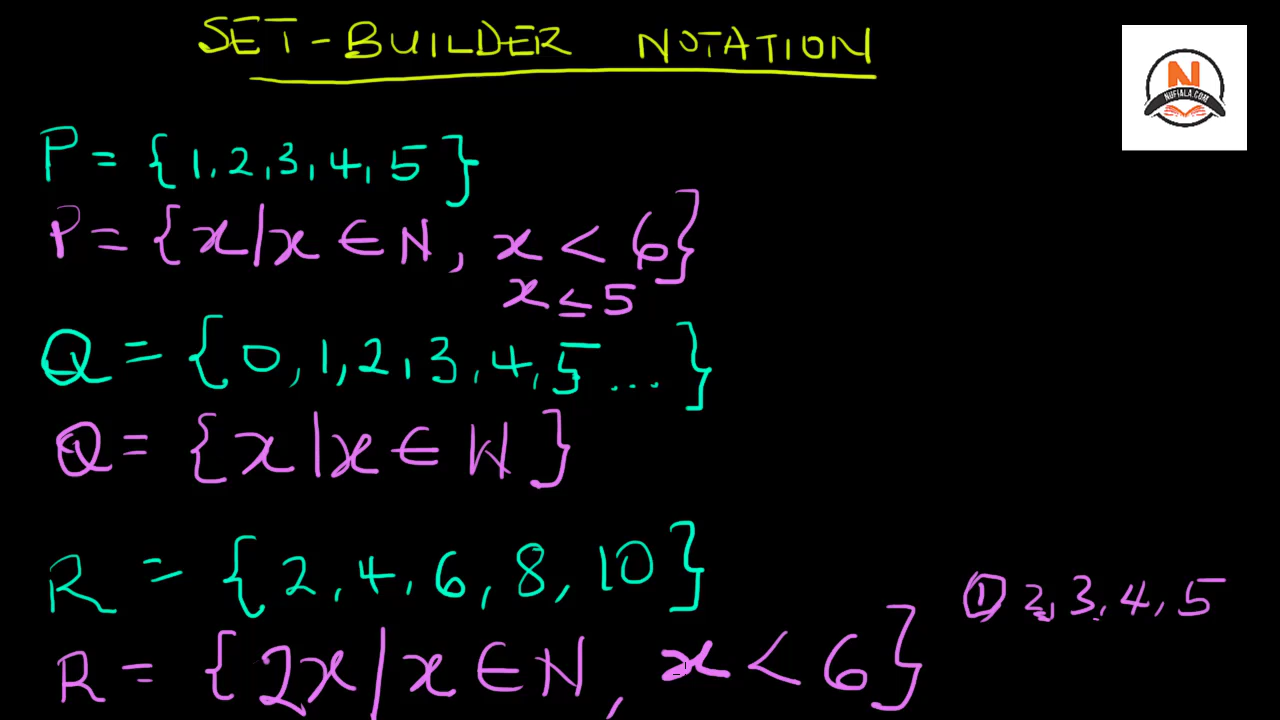 SET-BUILDER NOTATION
N
NUFIALA.COM
P = {1, 2, 3, 4, 5}
P = {x|x ∈ N, x < 6}
x ≤ 5
Q = {0, 1, 2, 3, 4, 5 ...}
Q = {x|x ∈ W}
R = {2, 4, 6, 8, 10}
① 2, 3, 4, 5
R = {2x|x ∈ N, x < 6}